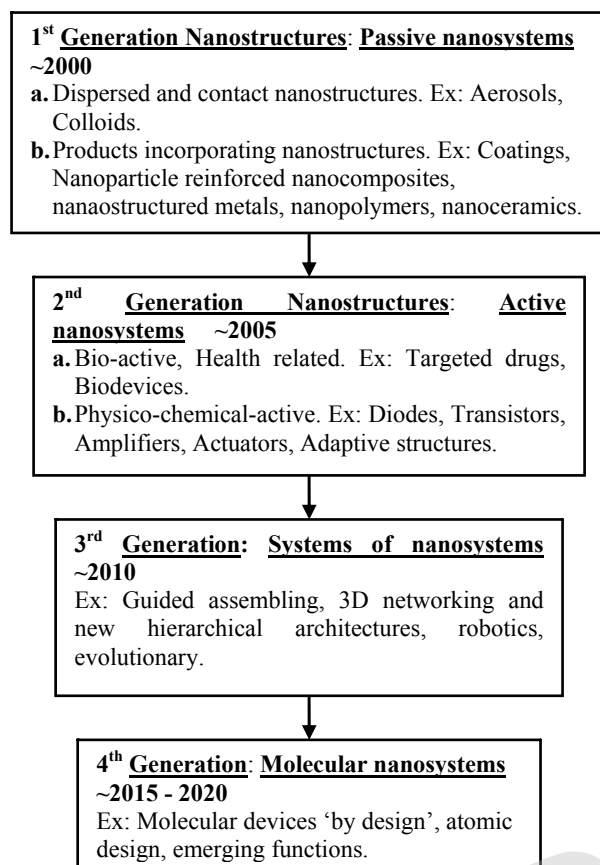 1st Generation Nanostructures: Passive nanosystems
~2000
a. Dispersed and contact nanostructures. Ex: Aerosols,
Colloids.
b. Products incorporating nanostructures. Ex: Coatings,
Nanoparticle reinforced nanocomposites,
nanaostructured metals, nanopolymers, nanoceramics.
2nd Generation Nanostructures: Active
nanosystems ~2005
a. Bio-active, Health related. Ex: Targeted drugs,
Biodevices.
b. Physico-chemical-active. Ex: Diodes, Transistors,
Amplifiers, Actuators, Adaptive structures.
3rd Generation: Systems of nanosystems
~2010
Ex: Guided assembling, 3D networking and
new hierarchical architectures, robotics,
evolutionary.
4th Generation: Molecular nanosystems
~2015 - 2020
Ex: Molecular devices ‘by design’, atomic
design, emerging functions.